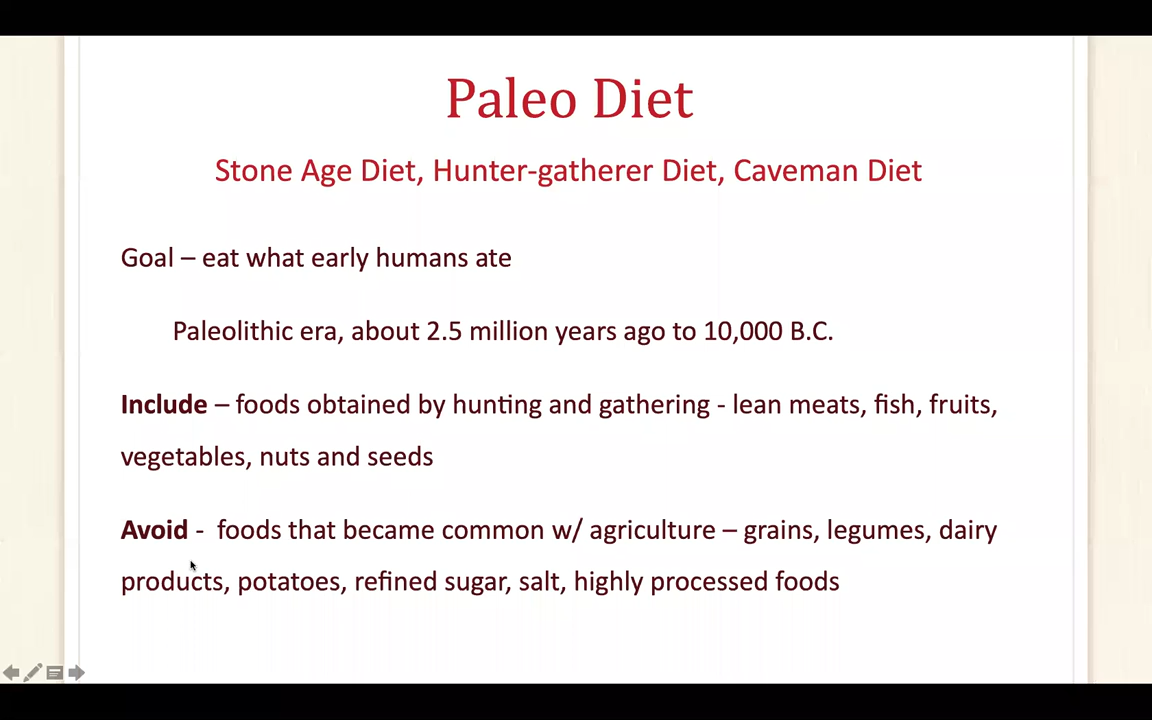 Paleo Diet
Stone Age Diet, Hunter-gatherer Diet, Caveman Diet
Goal – eat what early humans ate
Paleolithic era, about 2.5 million years ago to 10,000 B.C.
Include – foods obtained by hunting and gathering - lean meats, fish, fruits,
vegetables, nuts and seeds
Avoid -  foods that became common w/ agriculture – grains, legumes, dairy
products, potatoes, refined sugar, salt, highly processed foods